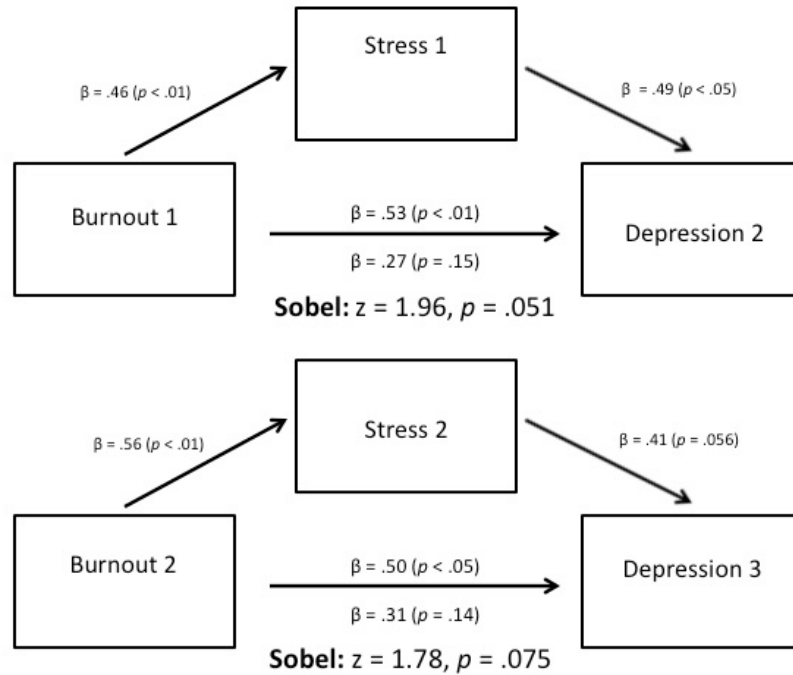 Stress 1
β = .46 (p < .01)
β = .49 (p < .05)
Burnout 1
β = .53 (p < .01)
Depression 2
β = .27 (p = .15)
Sobel: z = 1.96, p = .051
Stress 2
β = .56 (p < .01)
β = .41 (p = .056)
Burnout 2
β = .50 (p < .05)
Depression 3
β = .31 (p = .14)
Sobel: z = 1.78, p = .075